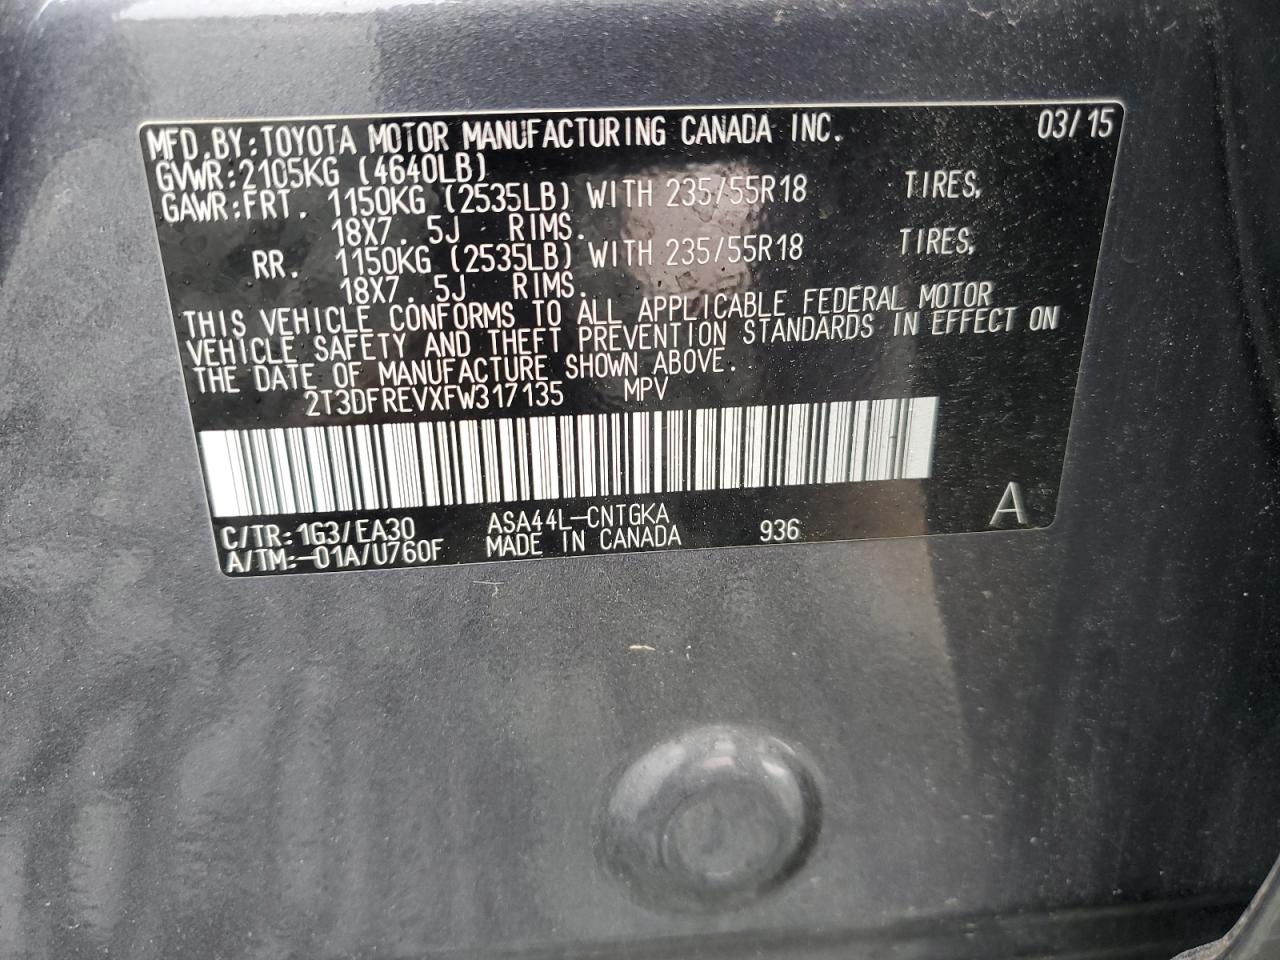 MFD.BY:TOYOTA MOTOR MANUFACTURING CANADA INC. 03/15
GVWR:2105KG (4640LB)
GAWR:FRT. 1150KG (2535LB) WITH 235/55R18 TIRES,
18X7.5J RIMS.
RR. 1150KG (2535LB) WITH 235/55R18 TIRES,
18X7.5J RIMS.
THIS VEHICLE CONFORMS TO ALL APPLICABLE FEDERAL MOTOR
VEHICLE SAFETY AND THEFT PREVENTION STANDARDS IN EFFECT ON
THE DATE OF MANUFACTURE SHOWN ABOVE.
2T3DFREVXFW317135 MPV
C/TR:1G3/EA30 ASA44L-CNTGKA 936 A
A/TM:-01A/U760F MADE IN CANADA